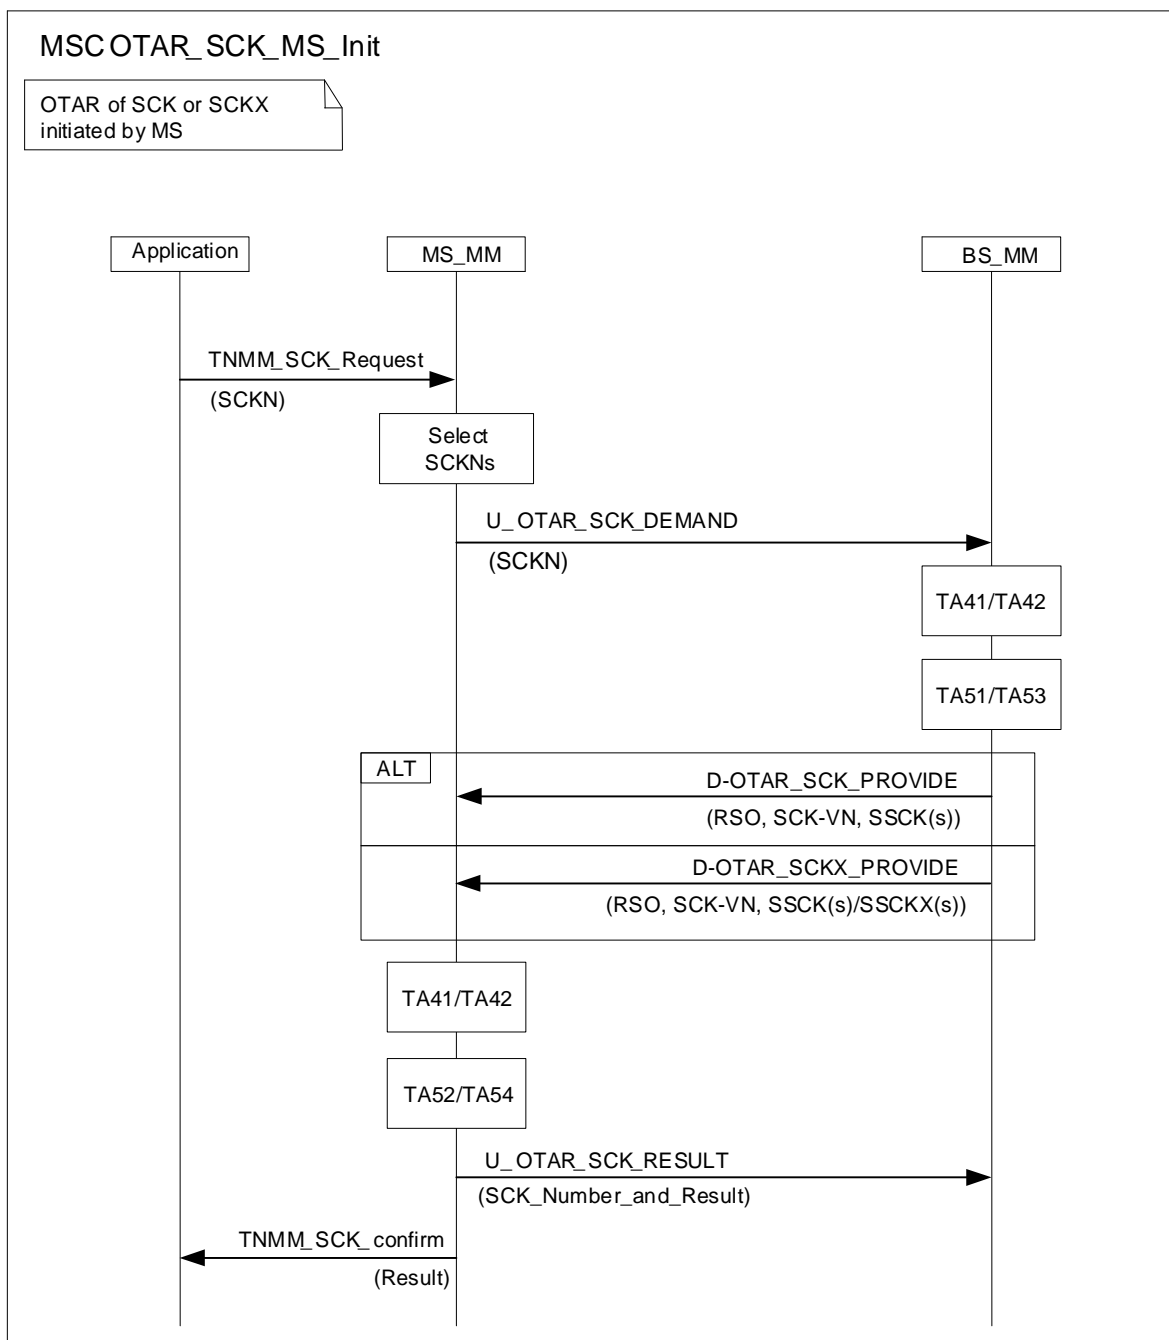 MSC OTAR_SCK_MS_Init
OTAR of SCK or SCKX
initiated by MS
Application
MS_MM
BS_MM
TNMM_SCK_Request
(SCKN)
Select
SCKNs
U_OTAR_SCK_DEMAND
(SCKN)
TA41/TA42
TA51/TA53
ALT
D-OTAR_SCK_PROVIDE
(RSO, SCK-VN, SSCK(s))
D-OTAR_SCKX_PROVIDE
(RSO, SCK-VN, SSCK(s)/SSCKX(s))
TA41/TA42
TA52/TA54
U_OTAR_SCK_RESULT
(SCK_Number_and_Result)
TNMM_SCK_confirm
(Result)